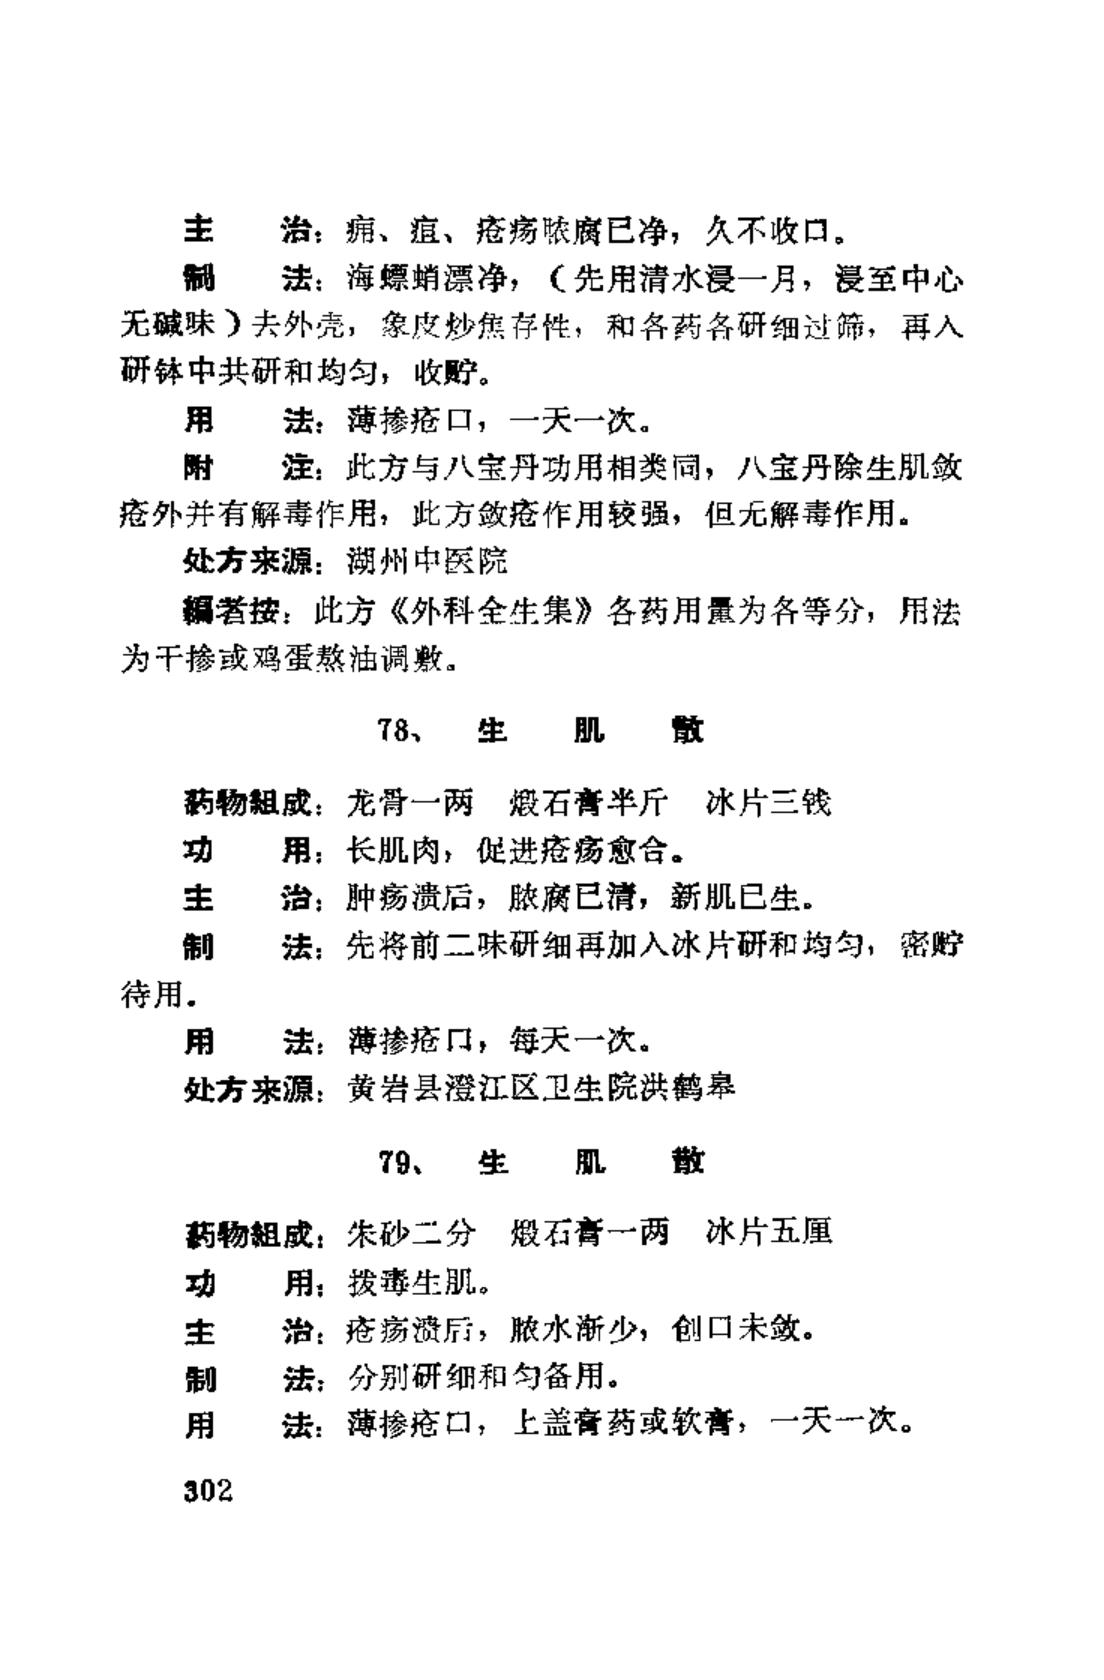 主　　治：痈、疽、疮疡脓腐已净，久不收口。
制　　法：海螵蛸漂净，（先用清水浸一月，浸至中心
无碱味）去外壳，象皮炒焦存性，和各药各研细过筛，再入
研钵中共研和均匀，收贮。
用　　法：薄掺疮口，一天一次。
附　　注：此方与八宝丹功用相类同，八宝丹除生肌敛
疮外并有解毒作用，此方敛疮作用较强，但无解毒作用。
处方来源：湖州中医院
编者按：此方《外科全生集》各药用量为各等分，用法
为干掺或鸡蛋熬油调敷。
78、　生　肌　散
药物组成：龙骨一两　煅石膏半斤　冰片三钱
功　　用：长肌肉，促进疮疡愈合。
主　　治：肿疡溃后，脓腐已清，新肌已生。
制　　法：先将前二味研细再加入冰片研和均匀，密贮
待用。
用　　法：薄掺疮口，每天一次。
处方来源：黄岩县澄江区卫生院洪鹤皋
79、　生　肌　散
药物组成：朱砂二分　煅石膏一两　冰片五厘
功　　用：拨毒生肌。
主　　治：疮疡溃后，脓水渐少，创口未敛。
制　　法：分别研细和匀备用。
用　　法：薄掺疮口，上盖膏药或软膏，一天一次。
302